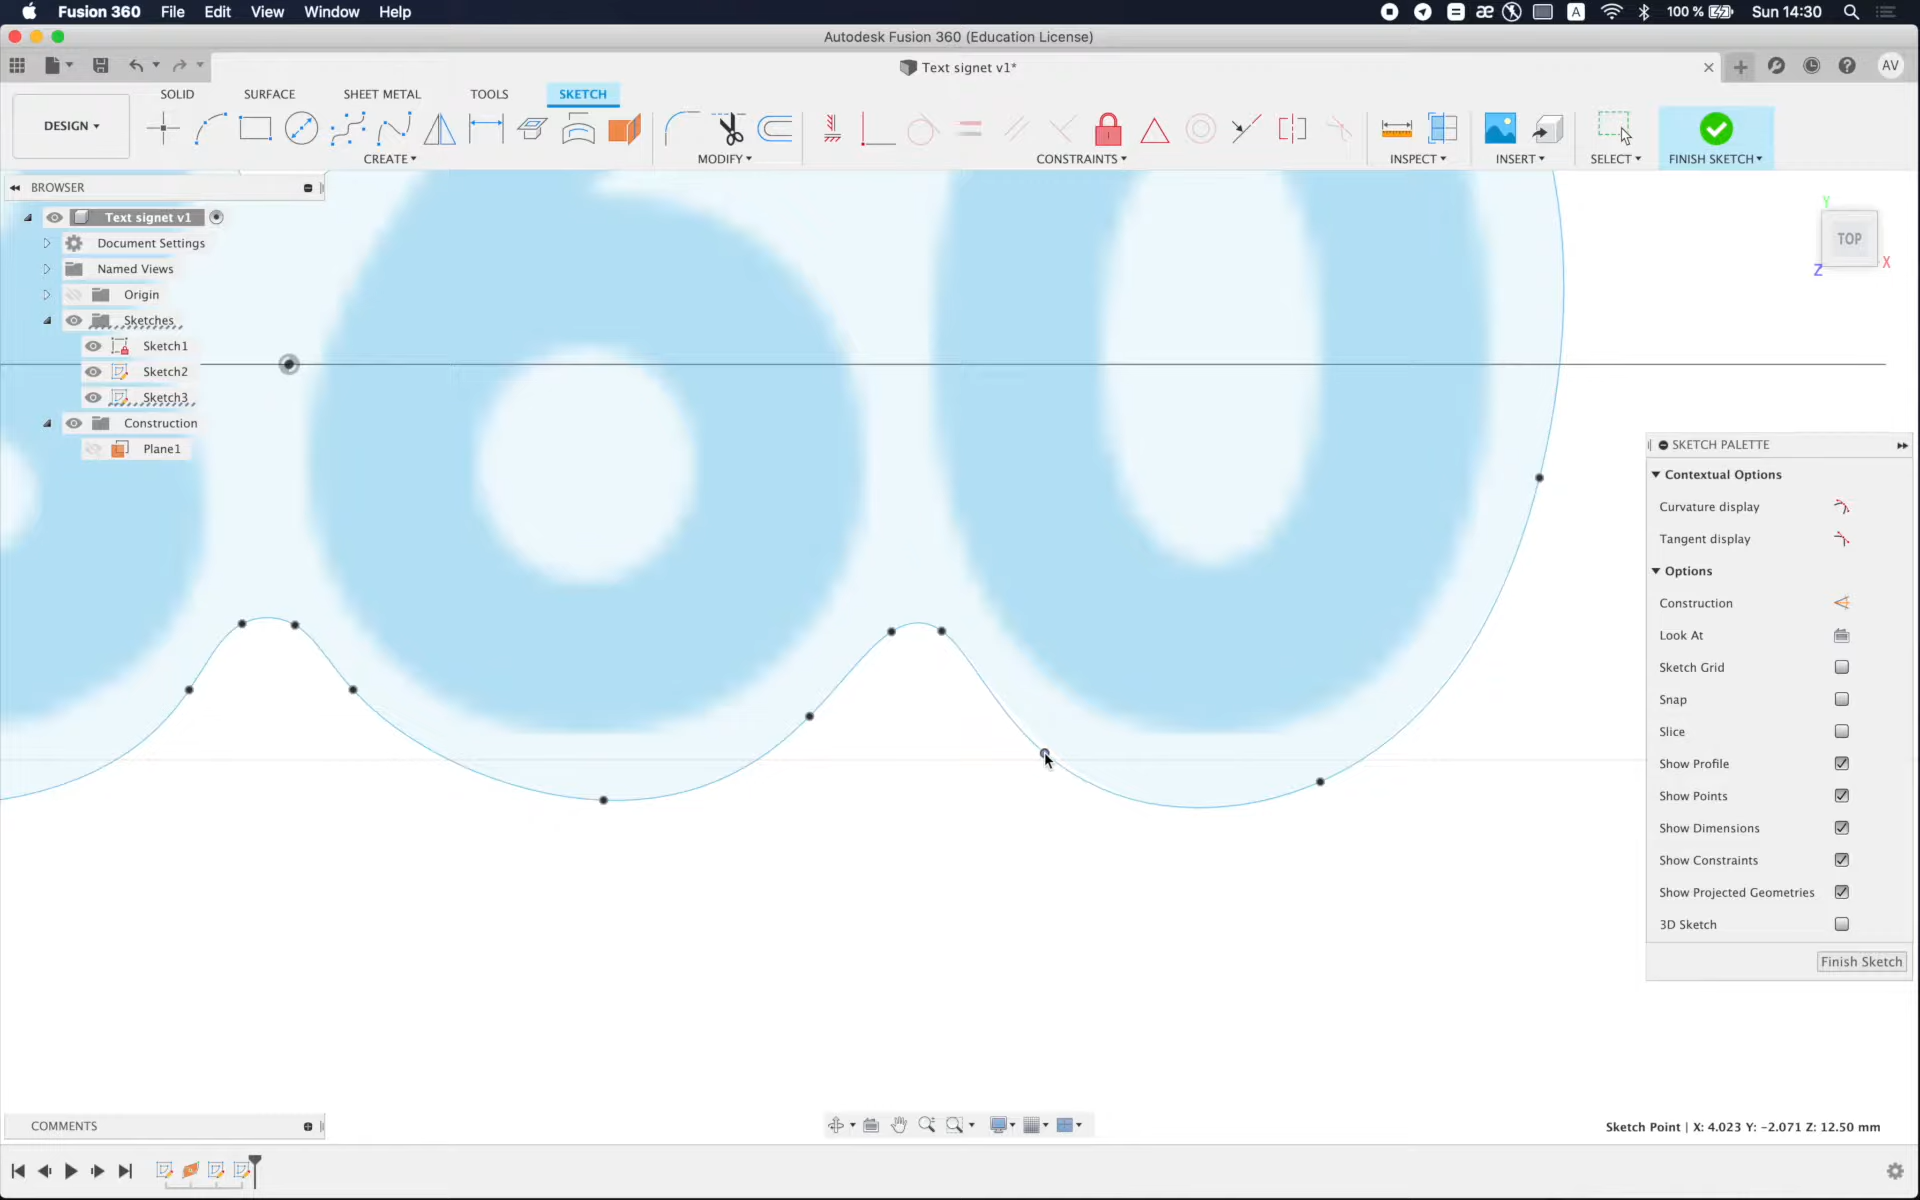 Fusion 360 File Edit View Window Help æ A 100 % Sun 14:30
Autodesk Fusion 360 (Education License)
Text signet v1*
AV
SOLID SURFACE SHEET METAL TOOLS SKETCH
DESIGN
CREATE MODIFY CONSTRAINTS INSPECT INSERT SELECT FINISH SKETCH
BROWSER
Text signet v1
Document Settings
Named Views
Origin
Sketches
Sketch1
Sketch2
Sketch3
Construction
Plane1
60
Y
TOP
X
Z
SKETCH PALETTE
Contextual Options
Curvature display
Tangent display
Options
Construction
Look At
Sketch Grid
Snap
Slice
Show Profile
Show Points
Show Dimensions
Show Constraints
Show Projected Geometries
3D Sketch
Finish Sketch
COMMENTS
Sketch Point | X: 4.023 Y: -2.071 Z: 12.50 mm